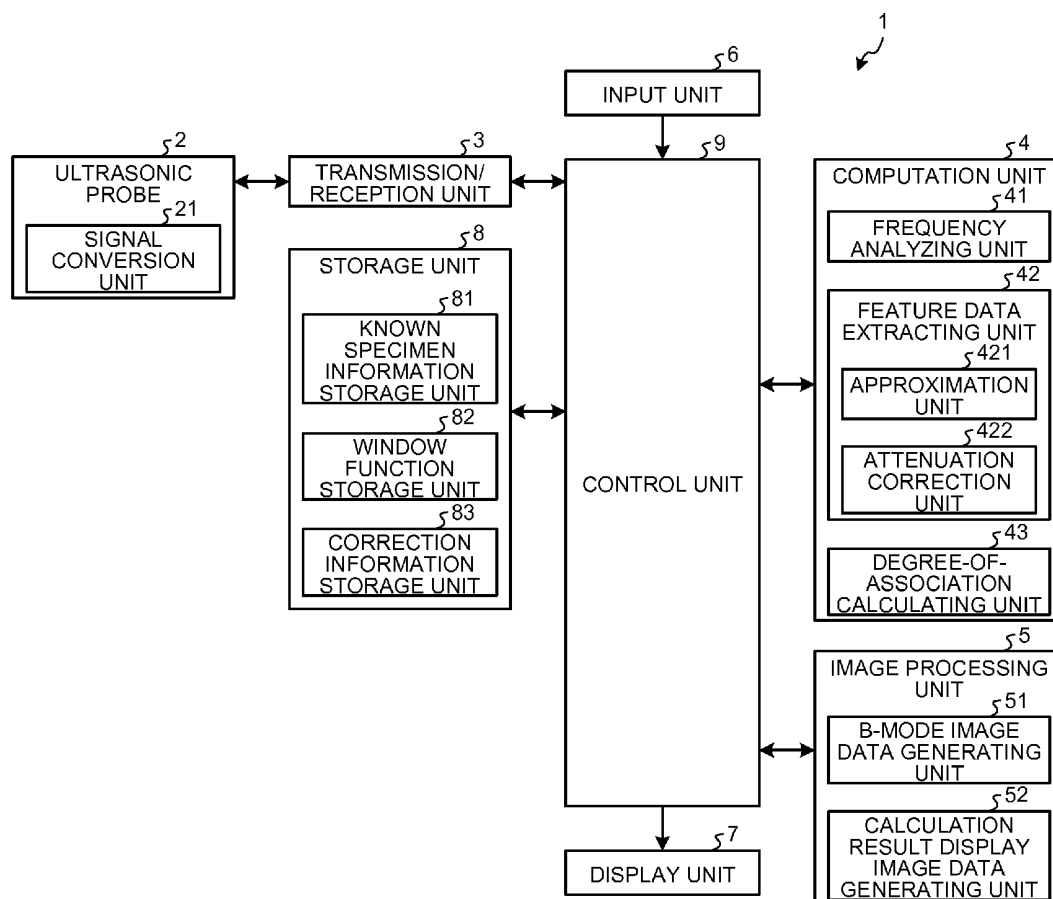 1
6
INPUT UNIT
2
ULTRASONIC
PROBE
21
SIGNAL
CONVERSION
UNIT
3
TRANSMISSION/
RECEPTION UNIT
8
STORAGE UNIT
81
KNOWN
SPECIMEN
INFORMATION
STORAGE UNIT
82
WINDOW
FUNCTION
STORAGE UNIT
83
CORRECTION
INFORMATION
STORAGE UNIT
9
CONTROL UNIT
4
COMPUTATION UNIT
41
FREQUENCY
ANALYZING UNIT
42
FEATURE DATA
EXTRACTING UNIT
421
APPROXIMATION
UNIT
422
ATTENUATION
CORRECTION
UNIT
43
DEGREE-OF-
ASSOCIATION
CALCULATING UNIT
5
IMAGE PROCESSING
UNIT
51
B-MODE IMAGE
DATA GENERATING
UNIT
52
CALCULATION
RESULT DISPLAY
IMAGE DATA
GENERATING UNIT
7
DISPLAY UNIT